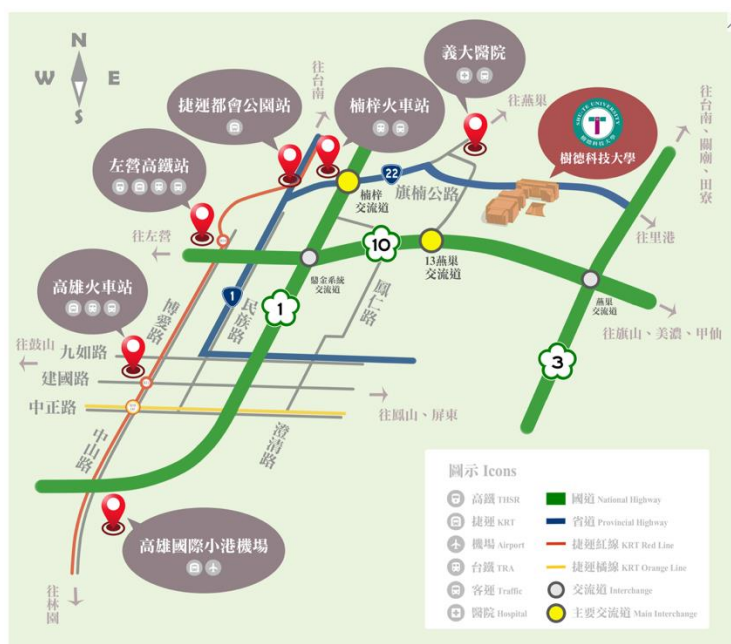 N
W E
S
往台南
捷運都會公園站
楠梓火車站
義大醫院
往燕巢
SHU-TE UNIVERSITY
樹德科技大學
樹德科技大學
往台南、關廟、田寮
左營高鐵站
22
旗楠公路
楠梓
交流道
往左營
10
13燕巢
交流道
往里港
鼎金系統
交流道
燕巢
交流道
高雄火車站
博愛路
1
民族路
1
鳳仁路
往旗山、美濃、甲仙
3
往鼓山
九如路
建國路
中正路
往鳳山、屏東
中山路
澄清路
高雄國際小港機場
往林園
圖示 Icons
高鐵 THSR
國道 National Highway
捷運 KRT
省道 Provincial Highway
機場 Airport
捷運紅線 KRT Red Line
台鐵 TRA
捷運橘線 KRT Orange Line
客運 Traffic
交流道 Interchange
醫院 Hospital
主要交流道 Main Interchange